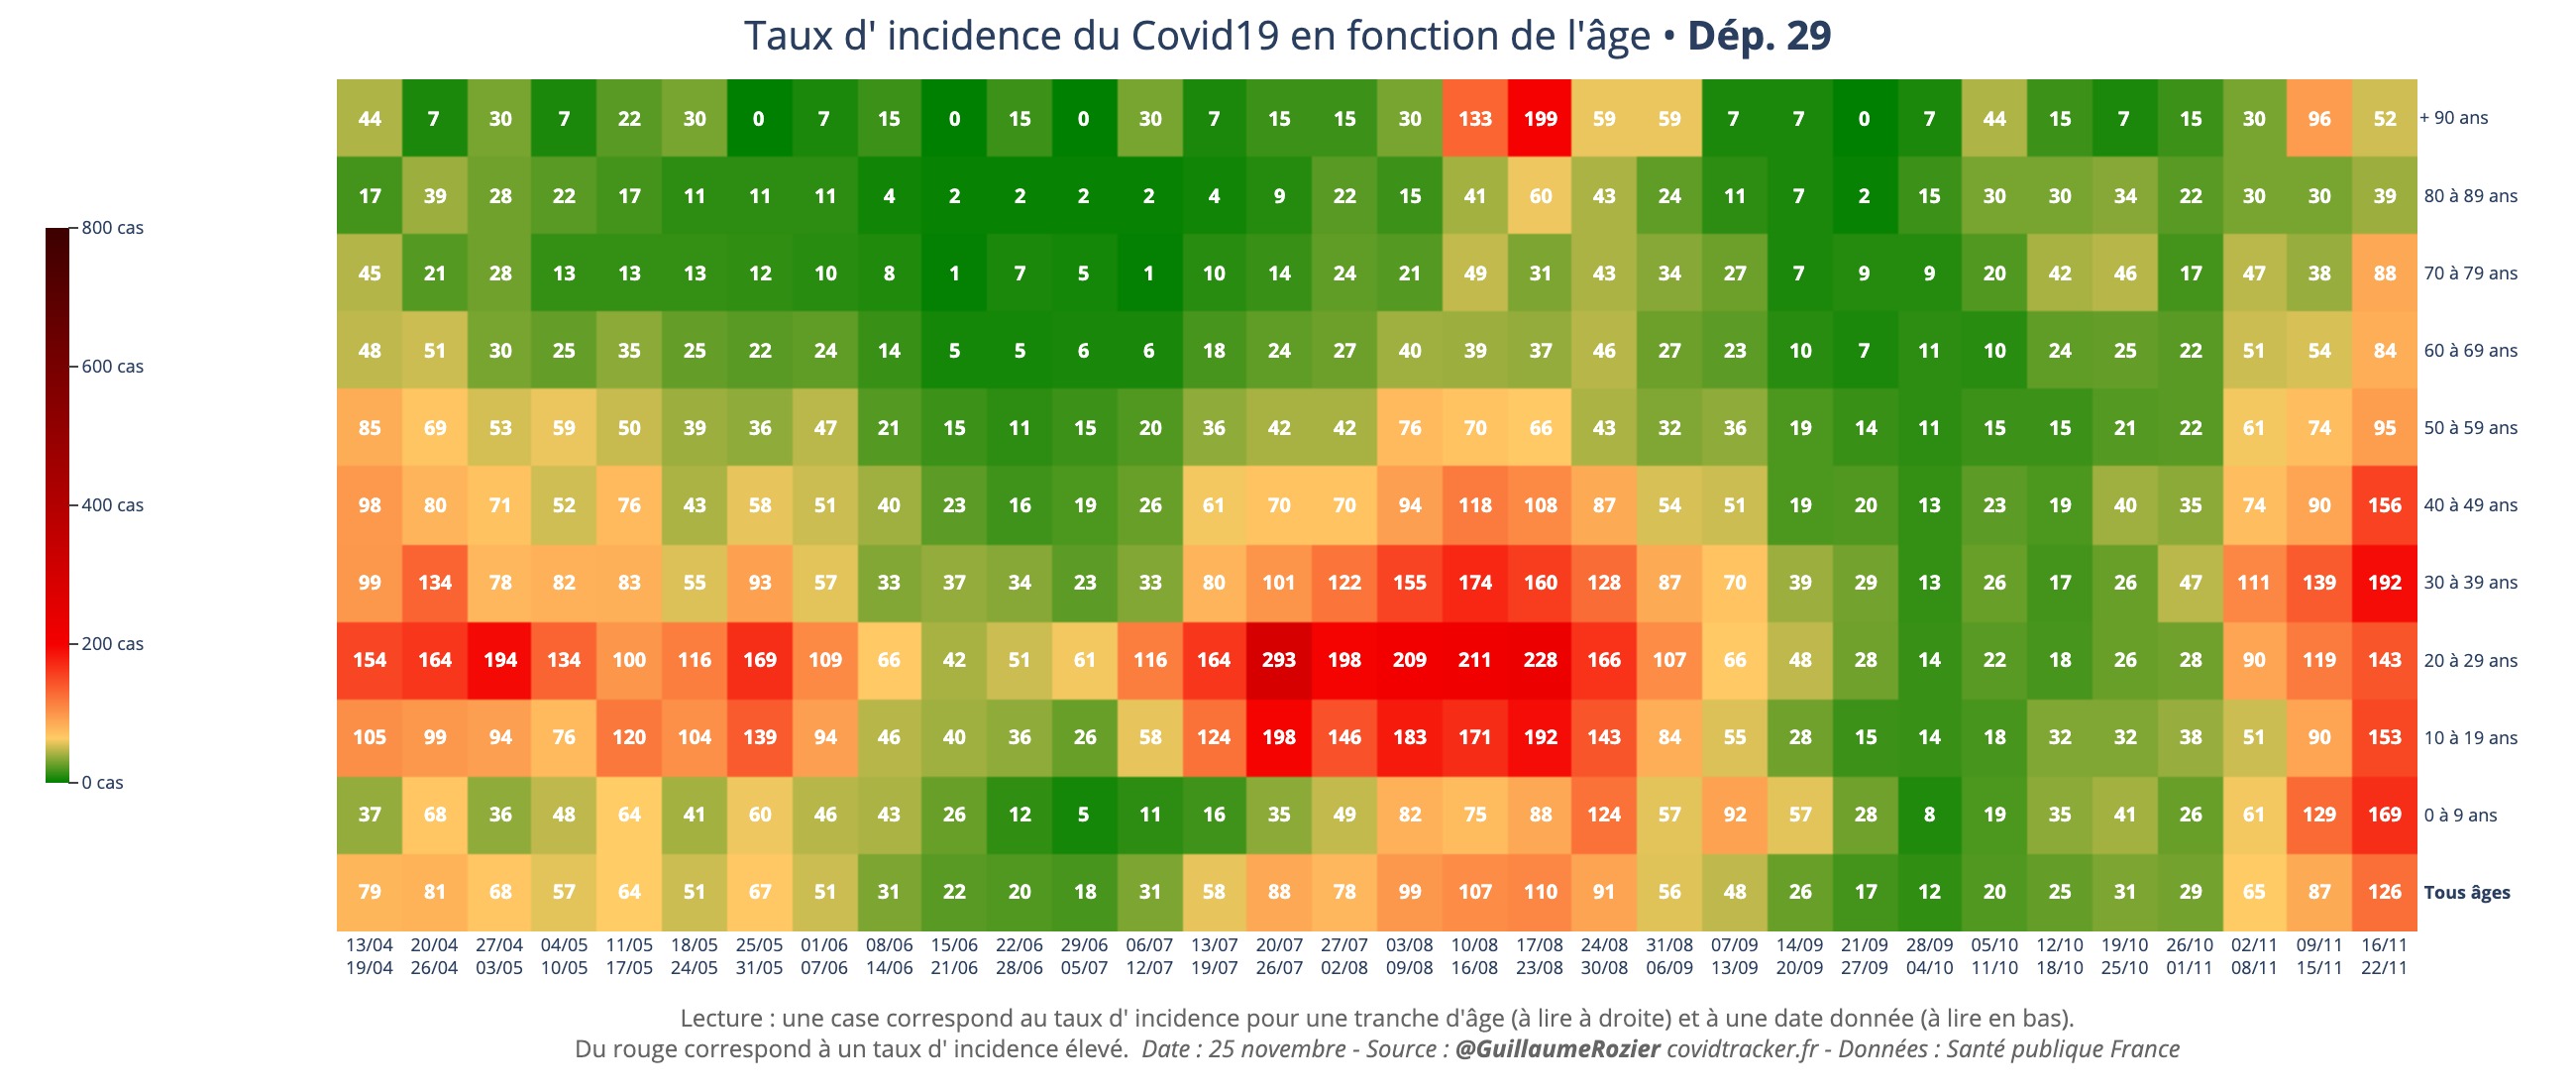 Taux d' incidence du Covid19 en fonction de l'âge • Dép. 29
800 cas
600 cas
400 cas
200 cas
0 cas
44 7 30 7 22 30 0 7 15 0 15 0 30 7 15 15 30 133 199 59 59 7 7 0 7 44 15 7 15 30 96 52 + 90 ans
17 39 28 22 17 11 11 11 4 2 2 2 2 4 9 22 15 41 60 43 24 11 7 2 15 30 30 34 22 30 30 39 80 à 89 ans
45 21 28 13 13 13 12 10 8 1 7 5 1 10 14 24 21 49 31 43 34 27 7 9 9 20 42 46 17 47 38 88 70 à 79 ans
48 51 30 25 35 25 22 24 14 5 5 6 6 18 24 27 40 39 37 46 27 23 10 7 11 10 24 25 22 51 54 84 60 à 69 ans
85 69 53 59 50 39 36 47 21 15 11 15 20 36 42 42 76 70 66 43 32 36 19 14 11 15 15 21 22 61 74 95 50 à 59 ans
98 80 71 52 76 43 58 51 40 23 16 19 26 61 70 70 94 118 108 87 54 51 19 20 13 23 19 40 35 74 90 156 40 à 49 ans
99 134 78 82 83 55 93 57 33 37 34 23 33 80 101 122 155 174 160 128 87 70 39 29 13 26 17 26 47 111 139 192 30 à 39 ans
154 164 194 134 100 116 169 109 66 42 51 61 116 164 293 198 209 211 228 166 107 66 48 28 14 22 18 26 28 90 119 143 20 à 29 ans
105 99 94 76 120 104 139 94 46 40 36 26 58 124 198 146 183 171 192 143 84 55 28 15 14 18 32 32 38 51 90 153 10 à 19 ans
37 68 36 48 64 41 60 46 43 26 12 5 11 16 35 49 82 75 88 124 57 92 57 28 8 19 35 41 26 61 129 169 0 à 9 ans
79 81 68 57 64 51 67 51 31 22 20 18 31 58 88 78 99 107 110 91 56 48 26 17 12 20 25 31 29 65 87 126 Tous âges
13/04 20/04 27/04 04/05 11/05 18/05 25/05 01/06 08/06 15/06 22/06 29/06 06/07 13/07 20/07 27/07 03/08 10/08 17/08 24/08 31/08 07/09 14/09 21/09 28/09 05/10 12/10 19/10 26/10 02/11 09/11 16/11
19/04 26/04 03/05 10/05 17/05 24/05 31/05 07/06 14/06 21/06 28/06 05/07 12/07 19/07 26/07 02/08 09/08 16/08 23/08 30/08 06/09 13/09 20/09 27/09 04/10 11/10 18/10 25/10 01/11 08/11 15/11 22/11
Lecture : une case correspond au taux d' incidence pour une tranche d'âge (à lire à droite) et à une date donnée (à lire en bas).
Du rouge correspond à un taux d' incidence élevé. Date : 25 novembre - Source : @GuillaumeRozier covidtracker.fr - Données : Santé publique France